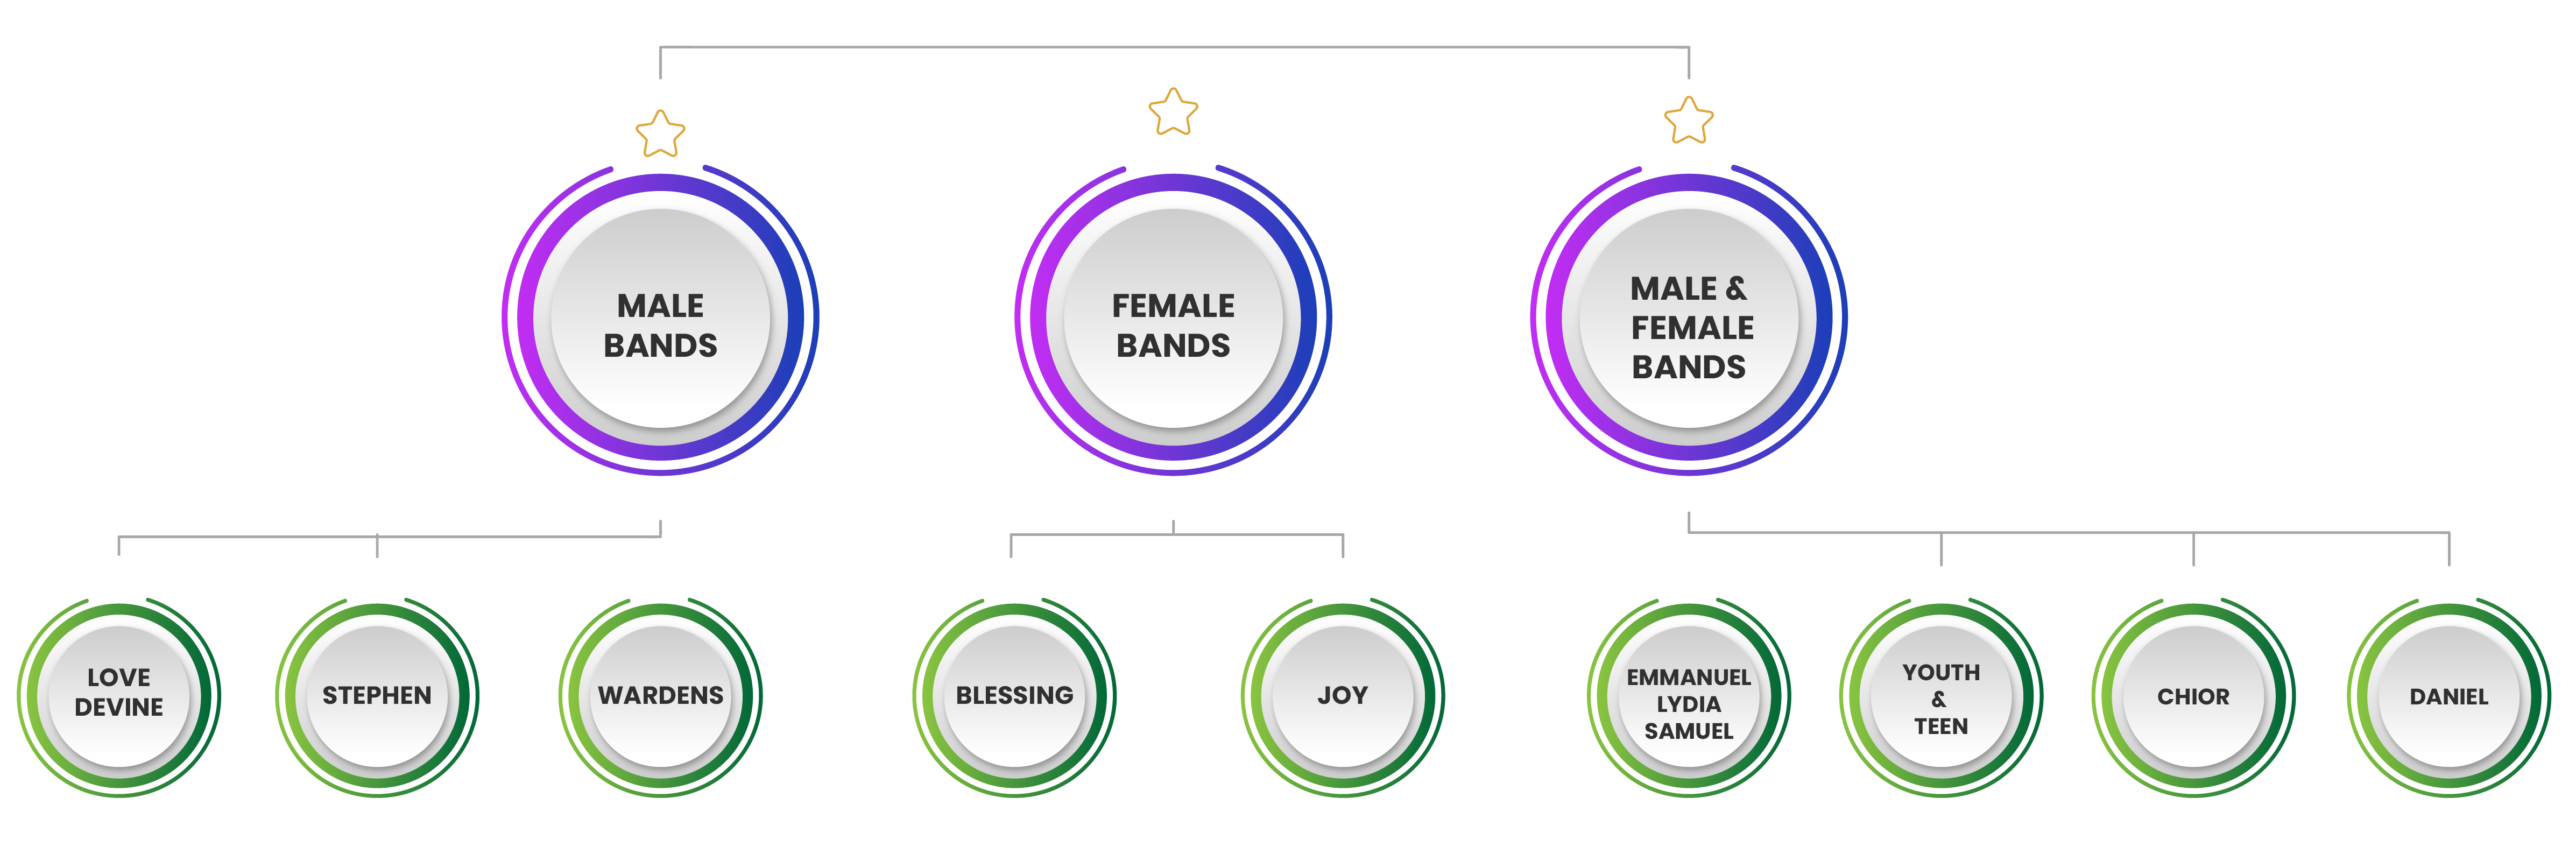 MALE
BANDS
FEMALE
BANDS
MALE &
FEMALE
BANDS
LOVE
DEVINE
STEPHEN
WARDENS
BLESSING
JOY
EMMANUEL
LYDIA
SAMUEL
YOUTH
&
TEEN
CHIOR
DANIEL